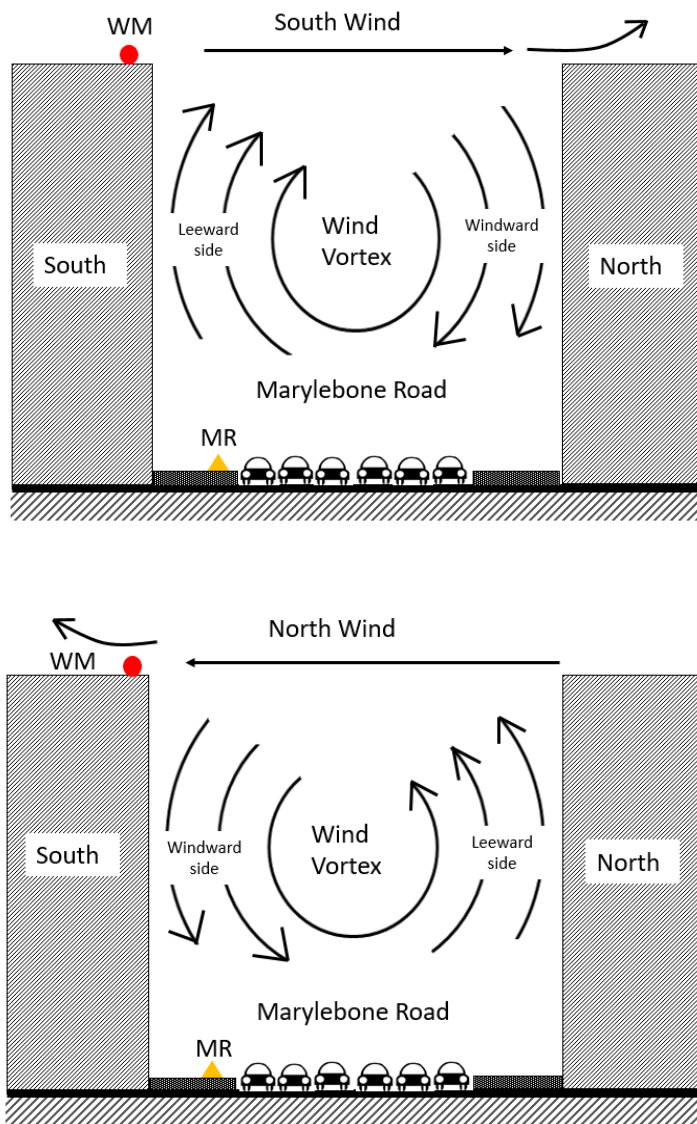 WM
South Wind
Leeward
side
Wind
Vortex
Windward
side
South
North
Marylebone Road
MR
North Wind
WM
Windward
side
Wind
Vortex
Leeward
side
South
North
Marylebone Road
MR